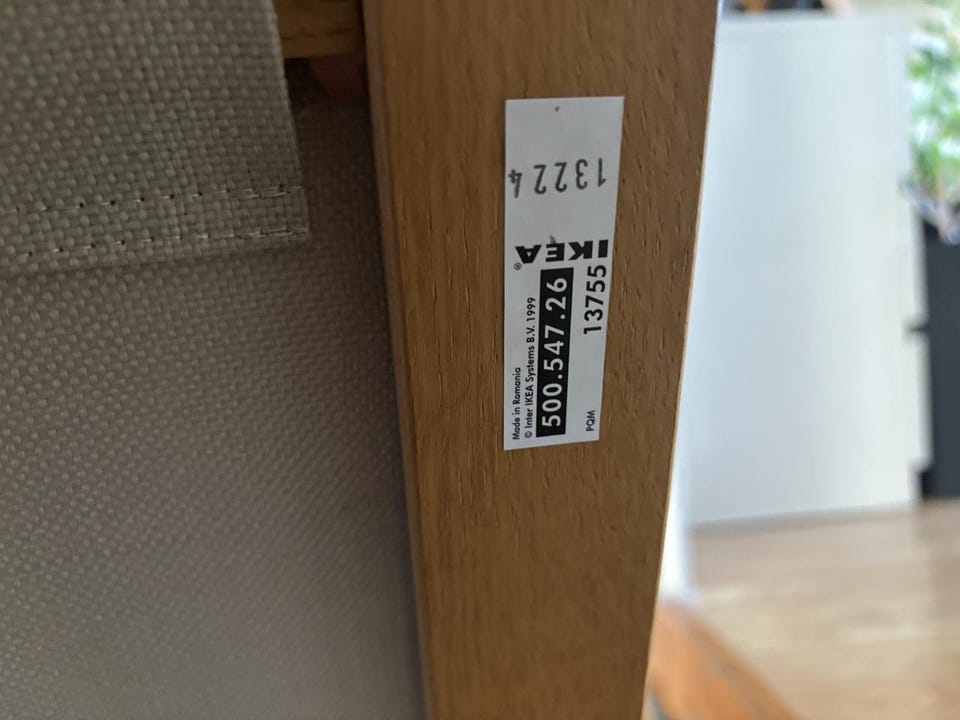 13224
IKEA®
Made in Romania
© Inter IKEA Systems B.V. 1999
500.547.26
13755
PQM